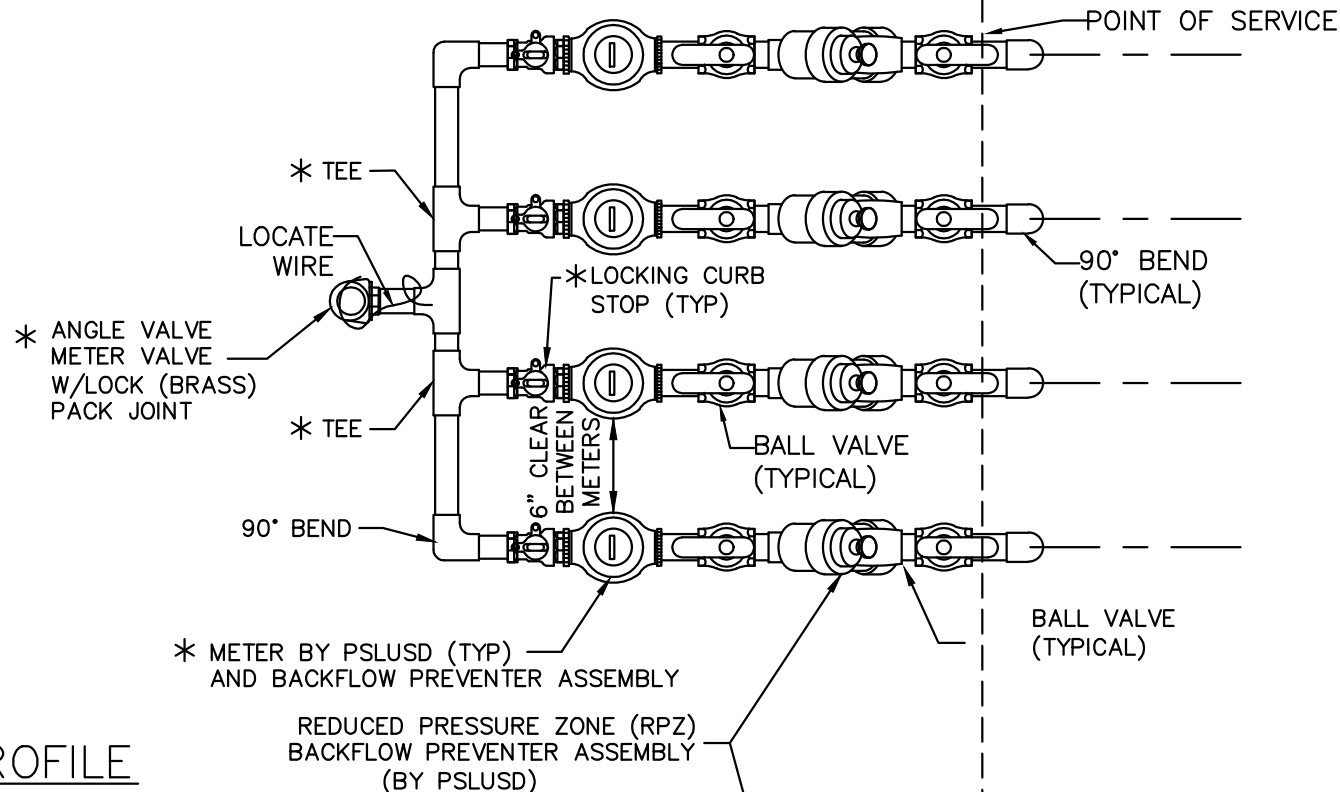 POINT OF SERVICE
* TEE
LOCATE
WIRE
90° BEND
(TYPICAL)
*LOCKING CURB
STOP (TYP)
* ANGLE VALVE
METER VALVE
W/LOCK (BRASS)
PACK JOINT
* TEE
6” CLEAR
BETWEEN
METERS
BALL VALVE
(TYPICAL)
90° BEND
BALL VALVE
(TYPICAL)
* METER BY PSLUSD (TYP)
AND BACKFLOW PREVENTER ASSEMBLY
REDUCED PRESSURE ZONE (RPZ)
BACKFLOW PREVENTER ASSEMBLY
(BY PSLUSD)
ROFILE